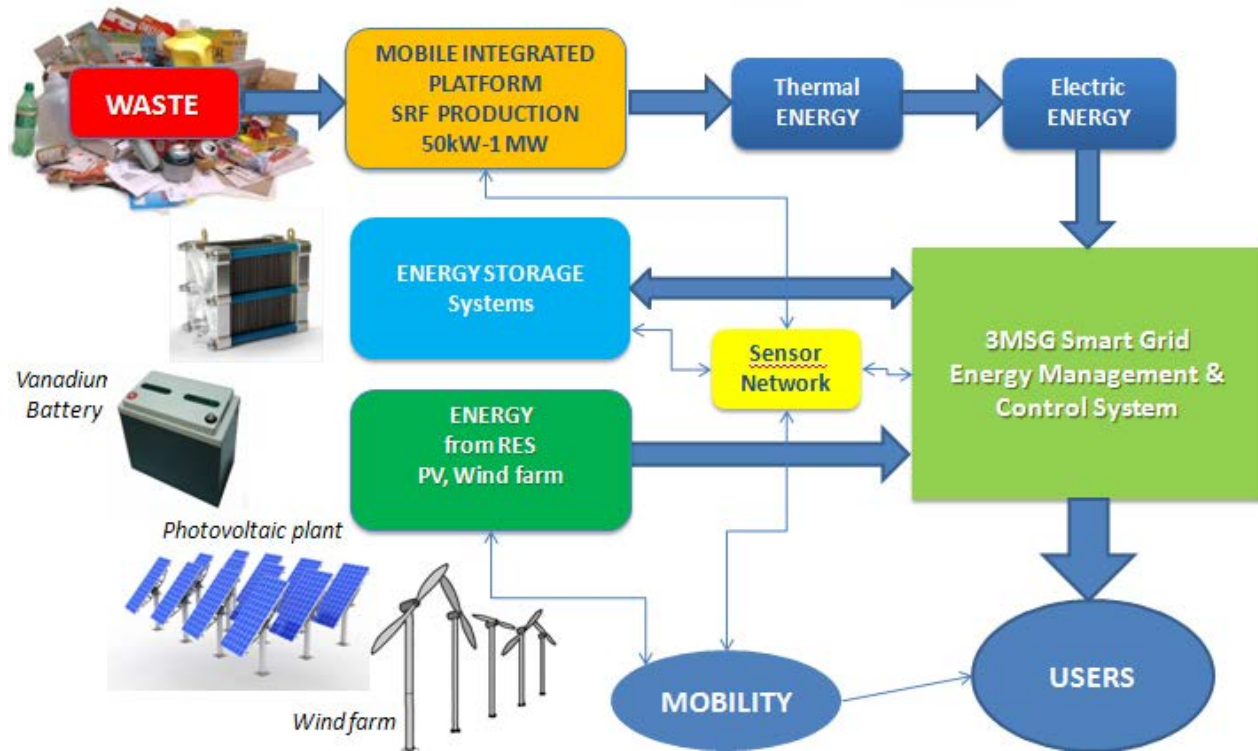 WASTE
MOBILE INTEGRATED
PLATFORM
SRF PRODUCTION
50kW-1 MW
Thermal
ENERGY
Electric
ENERGY
ENERGY STORAGE
Systems
Sensor
Network
3MSG Smart Grid
Energy Management &
Control System
Vanadiun
Battery
ENERGY
from RES
PV, Wind farm
Photovoltaic plant
Wind farm
MOBILITY
USERS